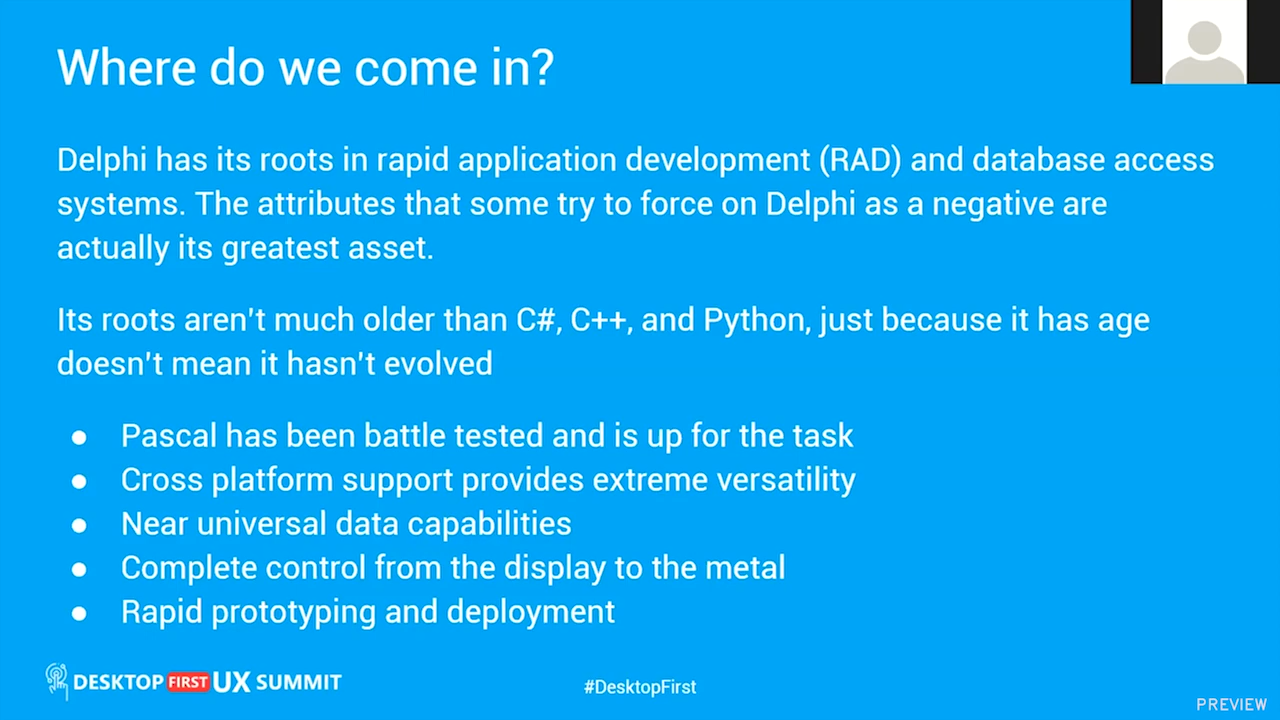 Where do we come in?
Delphi has its roots in rapid application development (RAD) and database access
systems. The attributes that some try to force on Delphi as a negative are
actually its greatest asset.
Its roots aren't much older than C#, C++, and Python, just because it has age
doesn't mean it hasn't evolved
● Pascal has been battle tested and is up for the task
● Cross platform support provides extreme versatility
● Near universal data capabilities
● Complete control from the display to the metal
● Rapid prototyping and deployment
DESKTOP FIRST UX SUMMIT
#DesktopFirst
PREVIEW